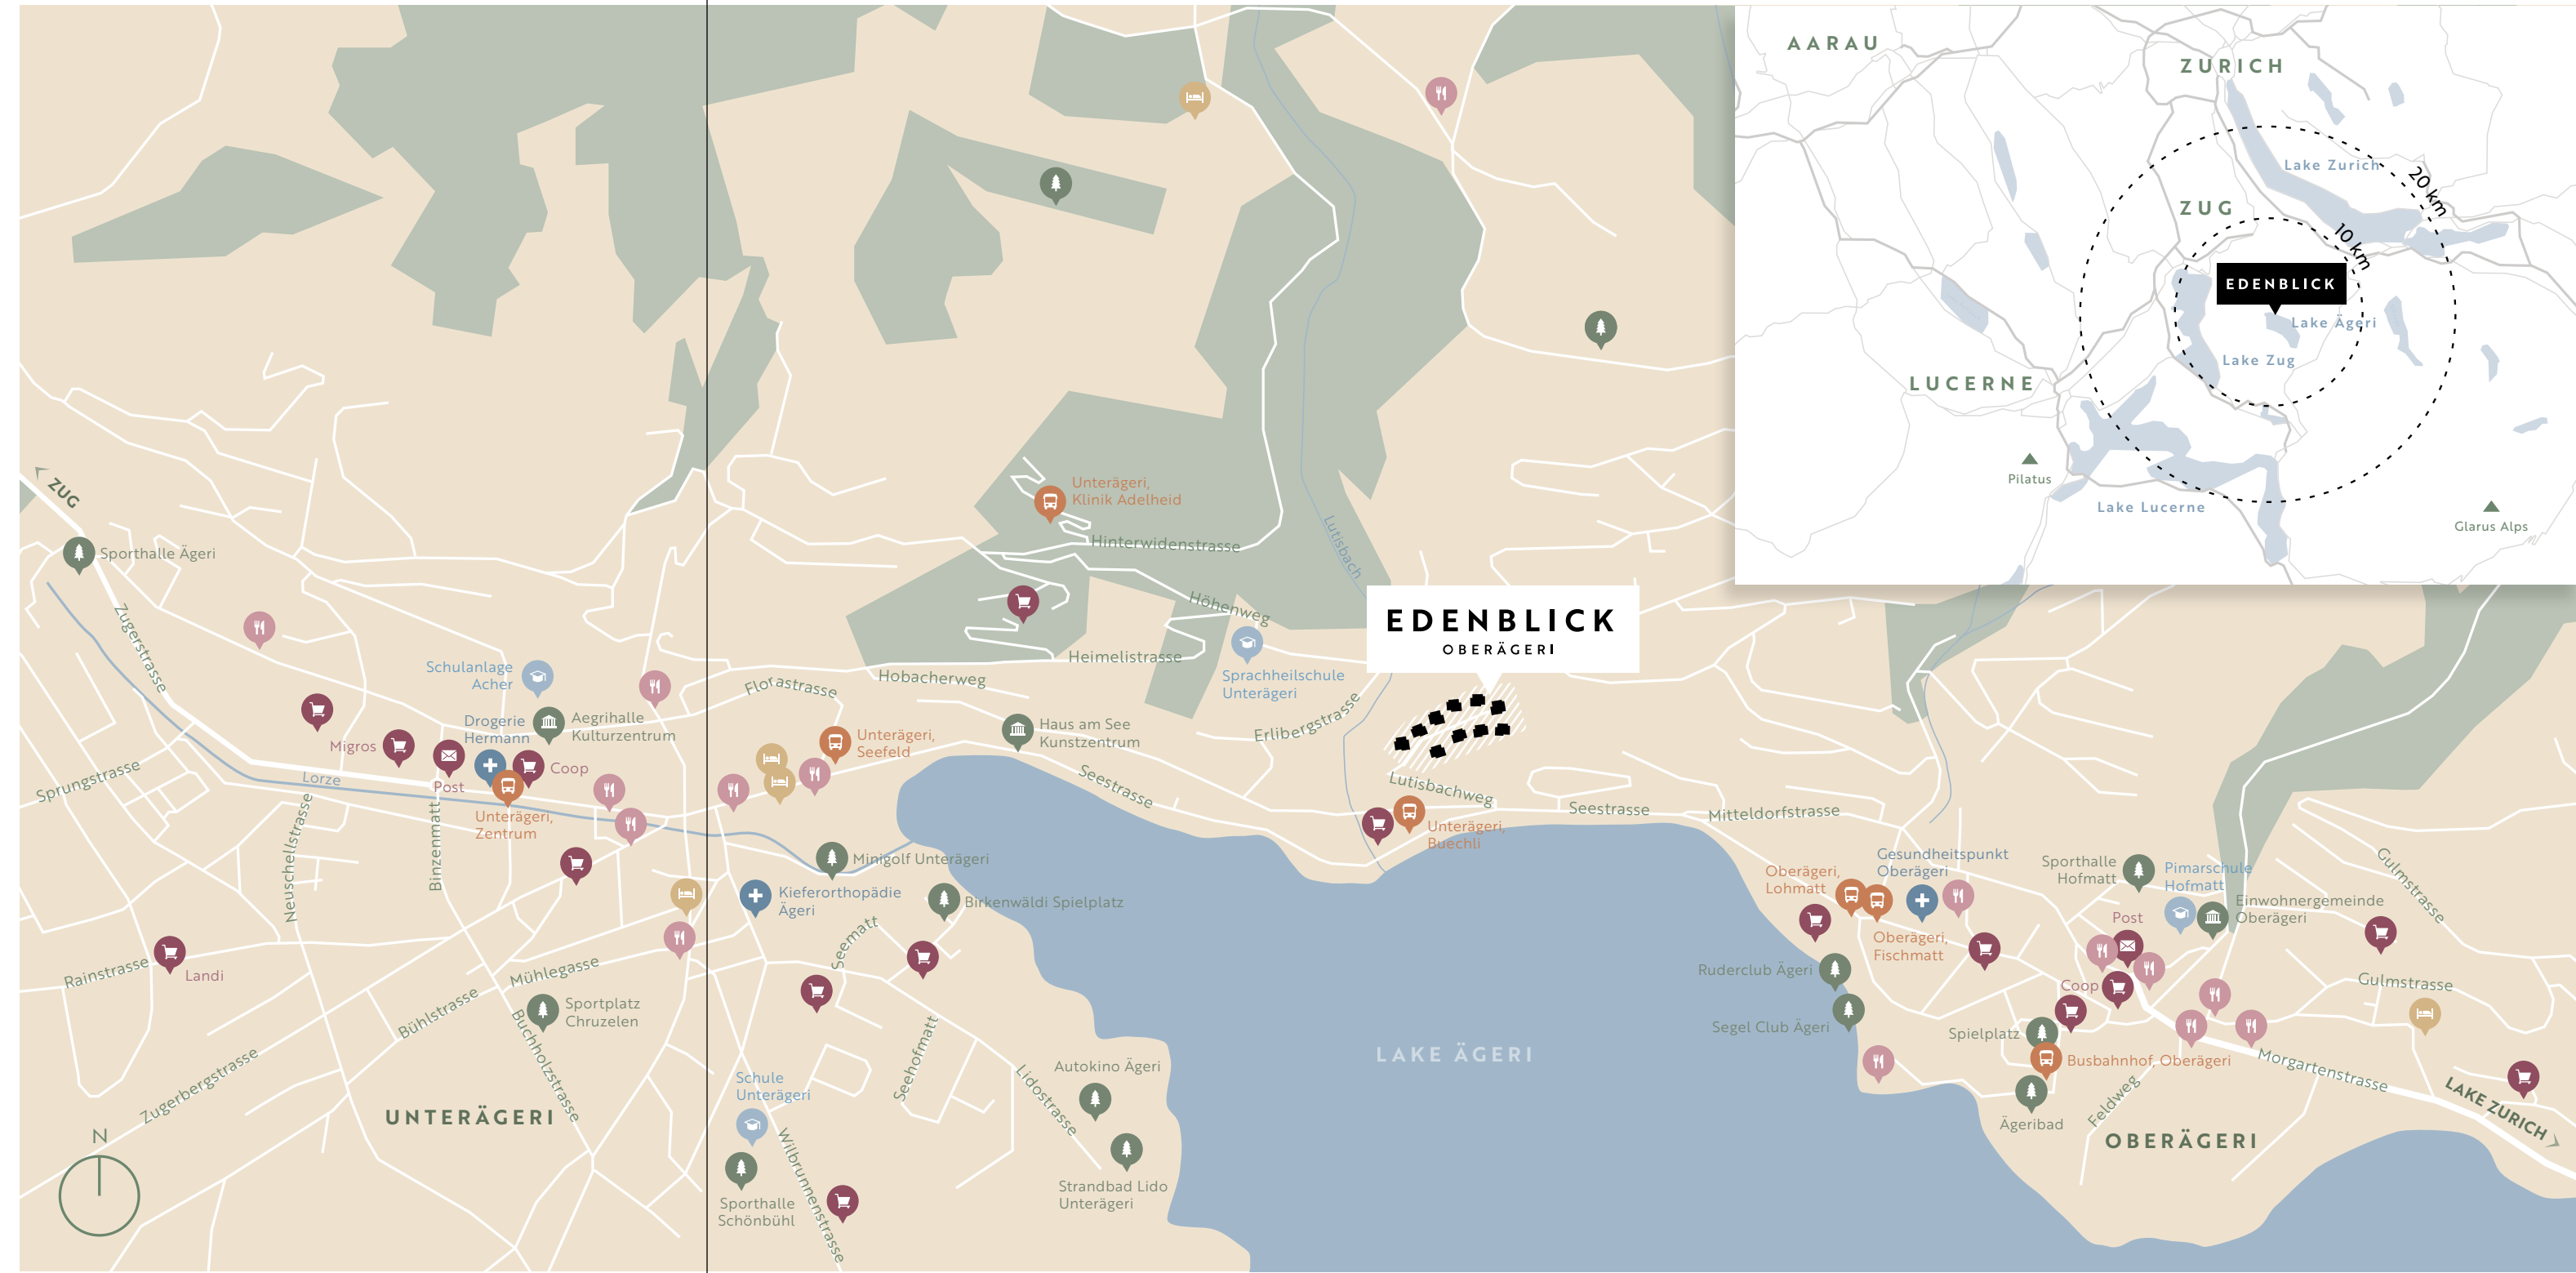 AARAU
ZURICH
Lake Zurich
20 km
ZUG
10 km
EDENBLICK
Lake Ägeri
Lake Zug
LUCERNE
Pilatus
Lake Lucerne
Glarus Alps
ZUG
Sporthalle Ägeri
Zugerstrasse
Unterägeri,
Klinik Adelheid
Hinterwidenstrasse
Lutisbach
Höhenweg
EDENBLICK
OBERÄGERI
Heimelistrasse
Hobacherweg
Florastrasse
Sprachheilschule
Unterägeri
Erlibergstrasse
Schulanlage
Acher
Drogerie
Hermann
Aegrihalle
Kulturzentrum
Migros
Post
Coop
Unterägeri,
Zentrum
Lorze
Sprungstrasse
Neuschellstrasse
Binzenmatt
Unterägeri,
Seefeld
Haus am See
Kunstzentrum
Seestrasse
Lutisbachweg
Unterägeri,
Buechli
Seestrasse
Mitteldorfstrasse
Minigolf Unterägeri
Kieferorthopädie
Ägeri
Birkenwäldi Spielplatz
Seematt
Rainstrasse
Landi
Mühlegasse
Bühlstrasse
Sportplatz
Chruzelen
Buchholzstrasse
Zugerbergstrasse
UNTERÄGERI
N
Schule
Unterägeri
Sporthalle
Schönbühl
Wilbrunnenstrasse
Seehofmatt
Lidostrasse
Autokino Ägeri
Strandbad Lido
Unterägeri
LAKE ÄGERI
Oberägeri,
Lohmatt
Gesundheitspunkt
Oberägeri
Oberägeri,
Fischmatt
Sporthalle
Hofmatt
Pimarschule
Hofmatt
Einwohnergemeinde
Oberägeri
Post
Coop
Gulmstrasse
Gulmstrasse
Ruderclub Ägeri
Segel Club Ägeri
Spielplatz
Busbahnhof, Oberägeri
Ägeribad
Feldweg
Morgartenstrasse
OBERÄGERI
LAKE ZURICH